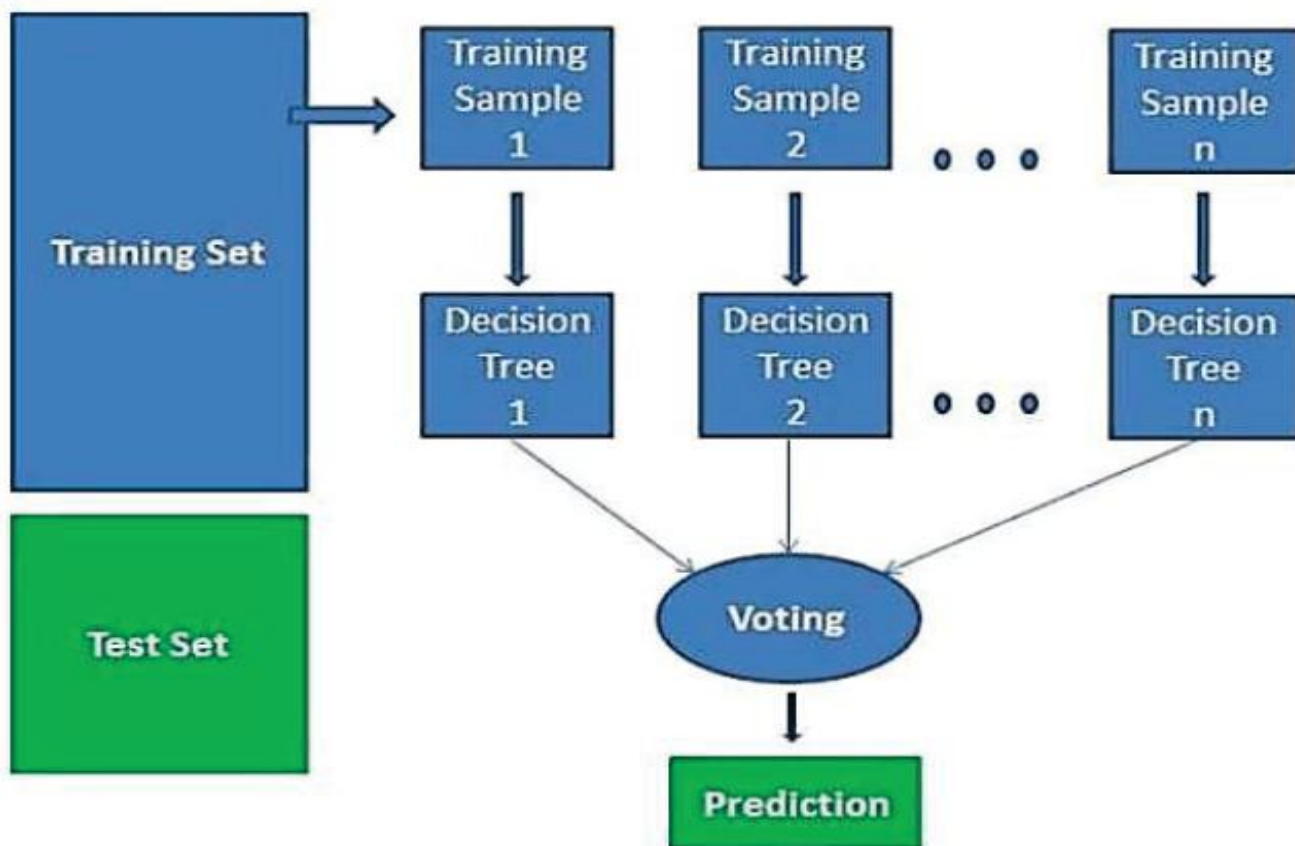 Training Set
Test Set
Training
Sample
1
Training
Sample
2
Training
Sample
n
Decision
Tree
1
Decision
Tree
2
Decision
Tree
n
Voting
Prediction